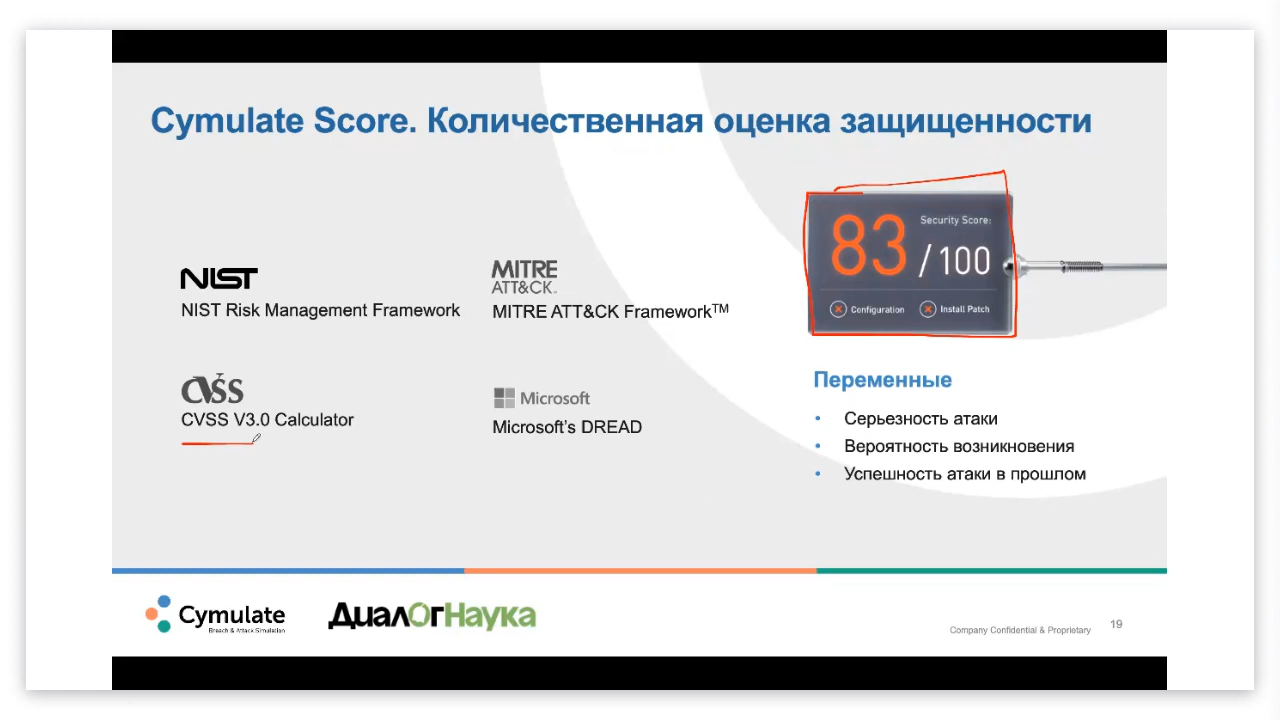 Cymulate Score. Количественная оценка защищенности
NIST
NIST Risk Management Framework
MITRE
ATT&CK™
MITRE ATT&CK Framework™
CVSS
CVSS V3.0 Calculator
Microsoft
Microsoft's DREAD
83 / 100
Security Score:
Configuration
Install Patch
Переменные
• Серьезность атаки
• Вероятность возникновения
• Успешность атаки в прошлом
Cymulate
Breach & Attack Simulation
ДиалОгНаука
Company Confidential & Proprietary
19